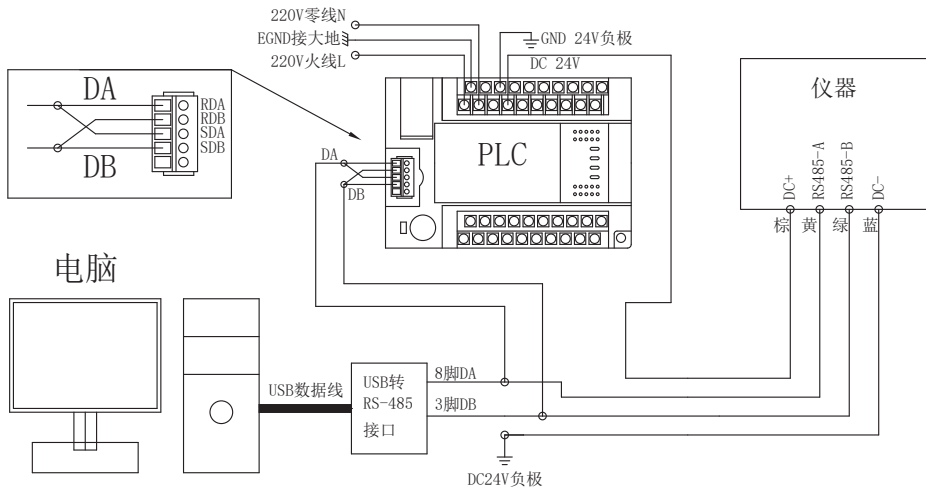 220V零线N
EGND接大地
220V火线L
GND 24V负极
DC 24V
DA
DB
RDA
RDB
SDA
SDB
DA
DB
PLC
仪器
DC+
RS485-A
RS485-B
DC-
棕
黄
绿
蓝
电脑
USB数据线
USB转
RS-485
接口
8脚DA
3脚DB
DC24V负极